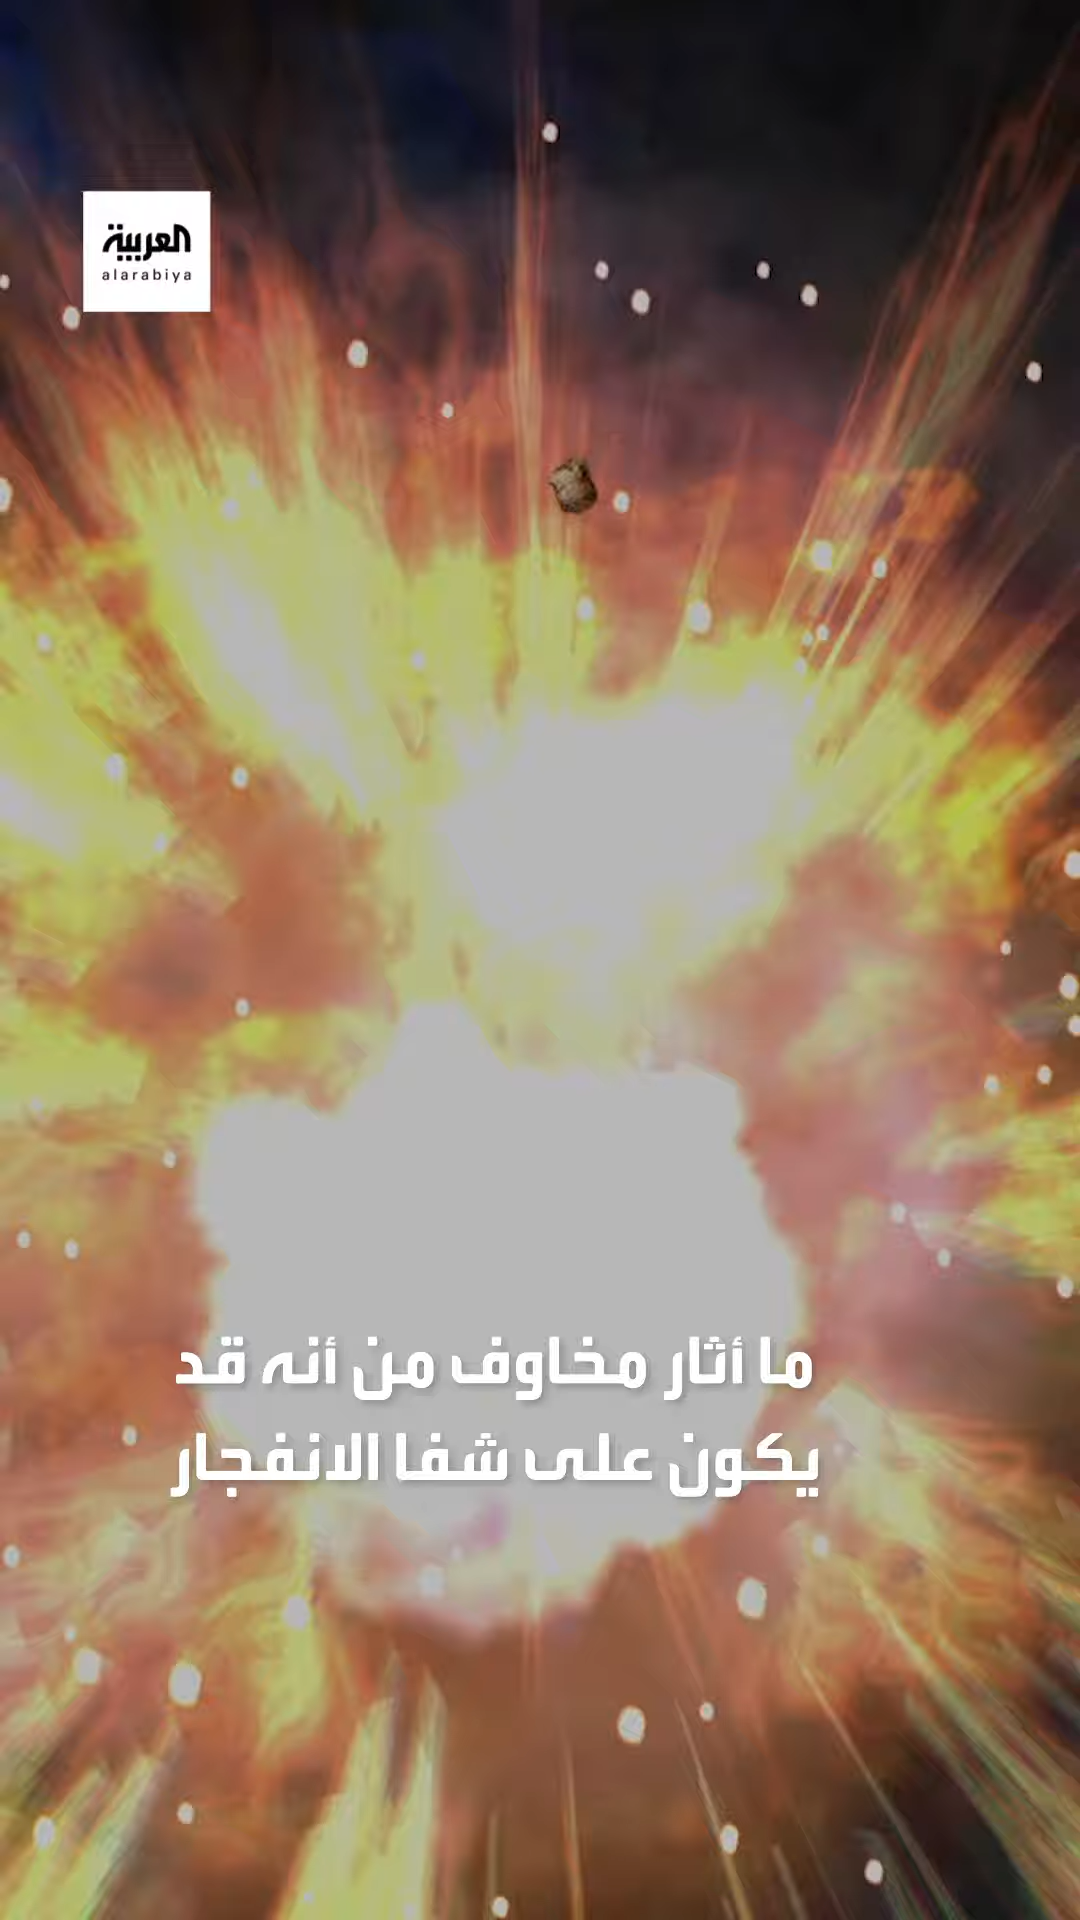 العربية
alarabiya
ما أثار مخاوف من أنه قد
يكون على شفا الانفجار